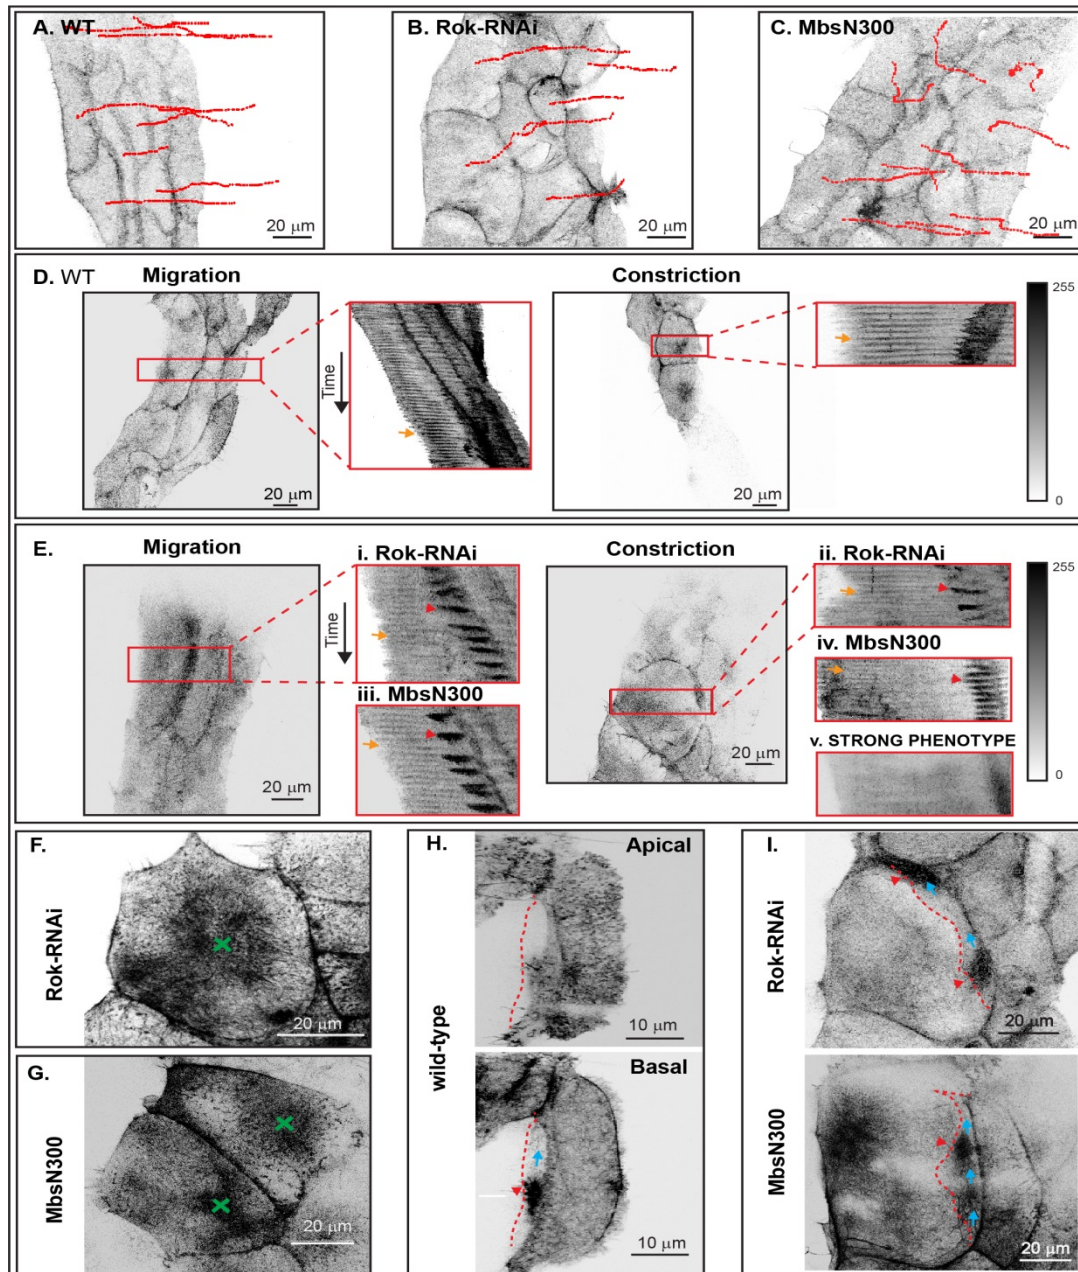 A. WT
B. Rok-RNAi
C. MbsN300
20 μm
20 μm
20 μm
D. WT
Migration
Constriction
Time
20 μm
20 μm
255
0
E.
Migration
i. Rok-RNAi
Constriction
ii. Rok-RNAi
Time
iii. MbsN300
iv. MbsN300
v. STRONG PHENOTYPE
20 μm
20 μm
255
0
F.
Rok-RNAi
20 μm
G.
MbsN300
20 μm
H.
wild-type
Apical
10 μm
Basal
10 μm
I.
Rok-RNAi
20 μm
MbsN300
20 μm